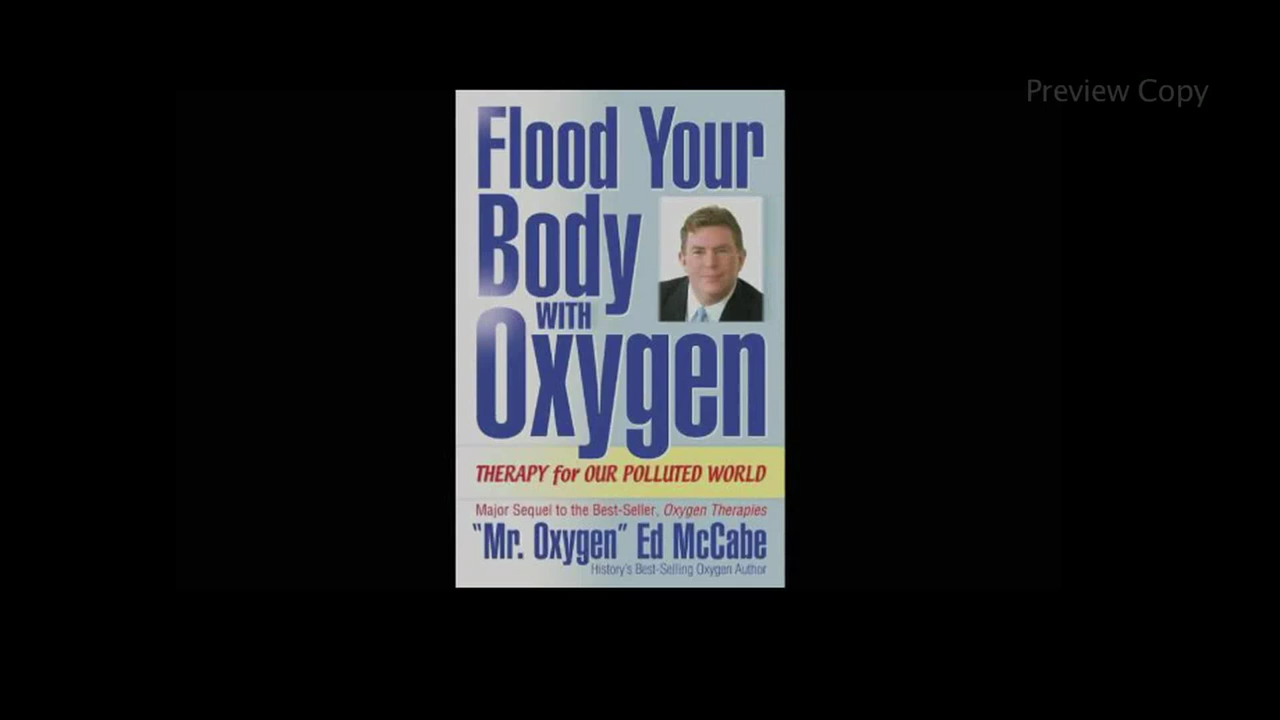 Preview Copy
Flood Your
Body
WITH
Oxygen
THERAPY for OUR POLLUTED WORLD
Major Sequel to the Best-Seller, Oxygen Therapies
"Mr. Oxygen" Ed McCabe
History's Best-Selling Oxygen Author